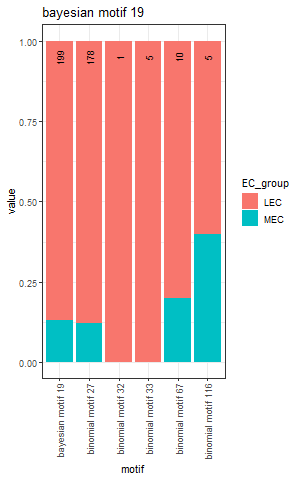 bayesian motif 19
1.00
0.75
0.50
0.25
0.00
value
199
178
1
5
10
5
bayesian motif 19
binomial motif 27
binomial motif 32
binomial motif 33
binomial motif 67
binomial motif 116
motif
EC_group
LEC
MEC